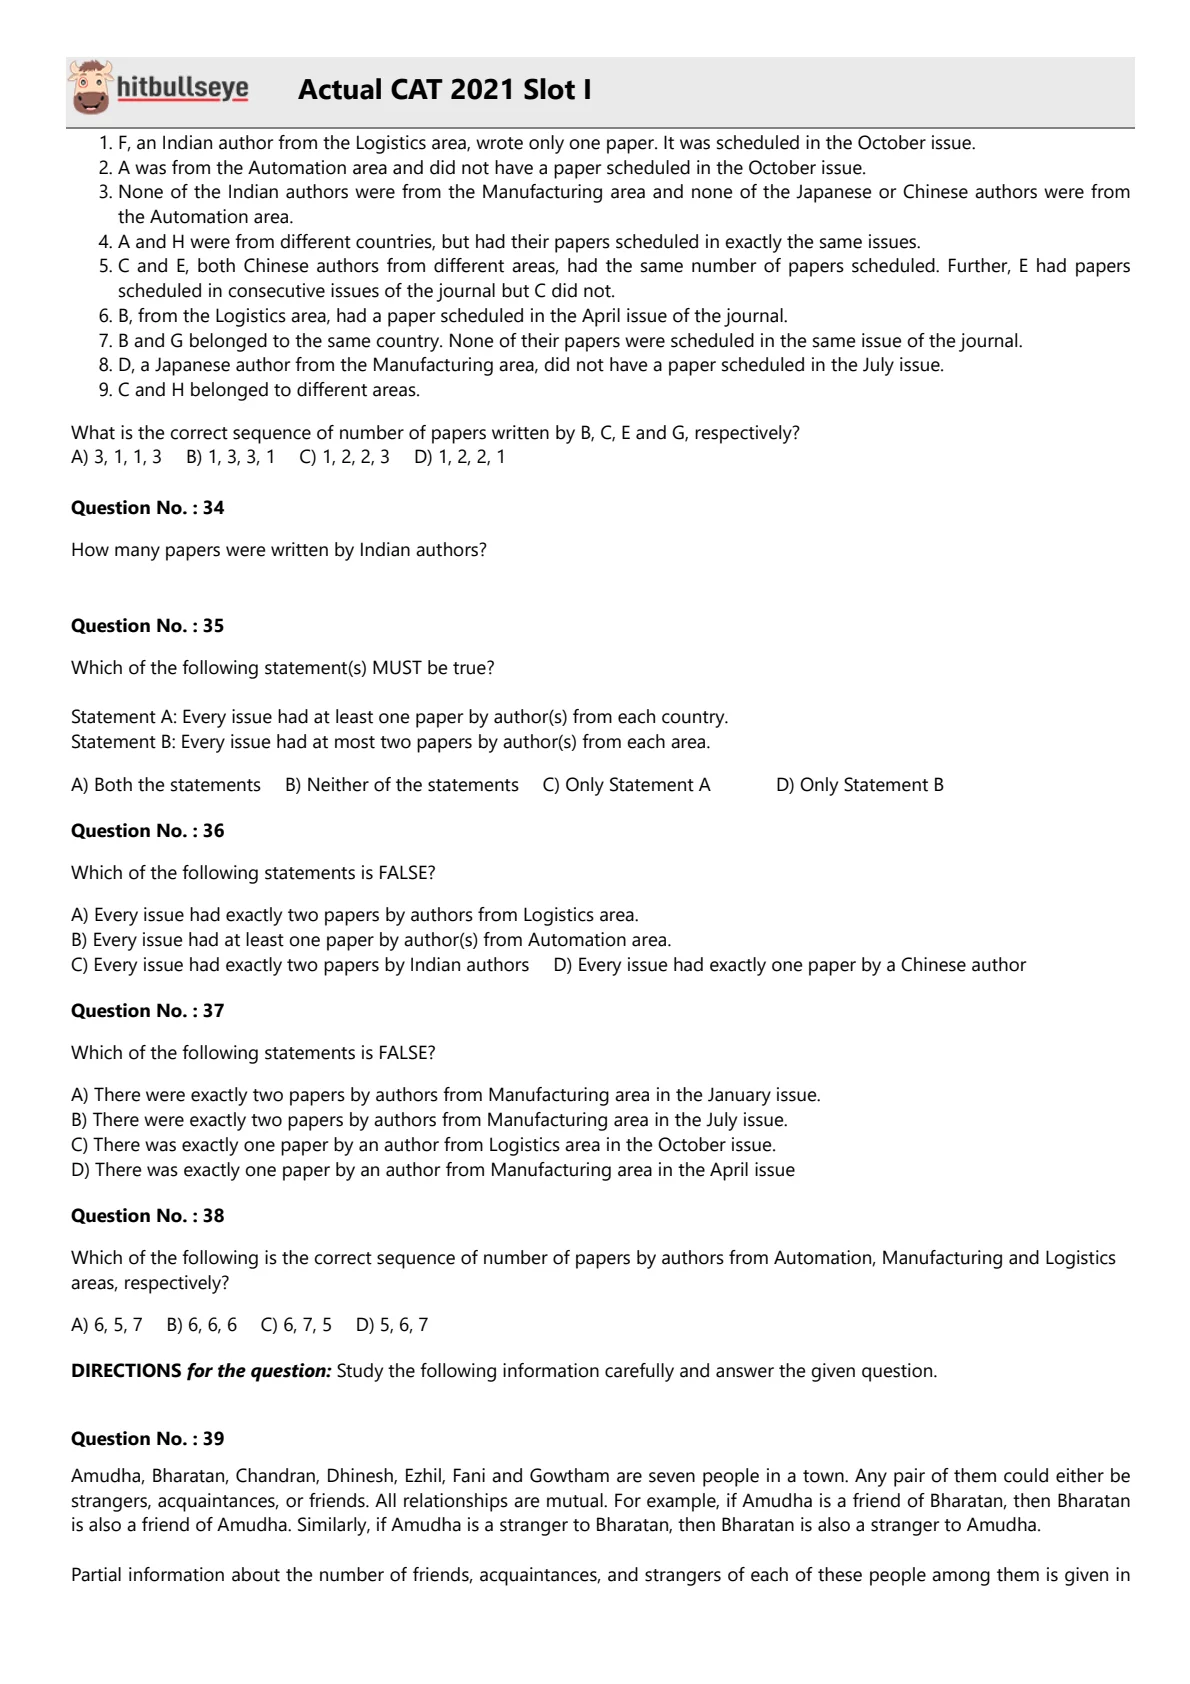 hitbullseye
Actual CAT 2021 Slot I
1. F, an Indian author from the Logistics area, wrote only one paper. It was scheduled in the October issue.
2. A was from the Automation area and did not have a paper scheduled in the October issue.
3. None of the Indian authors were from the Manufacturing area and none of the Japanese or Chinese authors were from
the Automation area.
4. A and H were from different countries, but had their papers scheduled in exactly the same issues.
5. C and E, both Chinese authors from different areas, had the same number of papers scheduled. Further, E had papers
scheduled in consecutive issues of the journal but C did not.
6. B, from the Logistics area, had a paper scheduled in the April issue of the journal.
7. B and G belonged to the same country. None of their papers were scheduled in the same issue of the journal.
8. D, a Japanese author from the Manufacturing area, did not have a paper scheduled in the July issue.
9. C and H belonged to different areas.
What is the correct sequence of number of papers written by B, C, E and G, respectively?
A) 3, 1, 1, 3 B) 1, 3, 3, 1 C) 1, 2, 2, 3 D) 1, 2, 2, 1
Question No. : 34
How many papers were written by Indian authors?
Question No. : 35
Which of the following statement(s) MUST be true?
Statement A: Every issue had at least one paper by author(s) from each country.
Statement B: Every issue had at most two papers by author(s) from each area.
A) Both the statements B) Neither of the statements C) Only Statement A D) Only Statement B
Question No. : 36
Which of the following statements is FALSE?
A) Every issue had exactly two papers by authors from Logistics area.
B) Every issue had at least one paper by author(s) from Automation area.
C) Every issue had exactly two papers by Indian authors D) Every issue had exactly one paper by a Chinese author
Question No. : 37
Which of the following statements is FALSE?
A) There were exactly two papers by authors from Manufacturing area in the January issue.
B) There were exactly two papers by authors from Manufacturing area in the July issue.
C) There was exactly one paper by an author from Logistics area in the October issue.
D) There was exactly one paper by an author from Manufacturing area in the April issue
Question No. : 38
Which of the following is the correct sequence of number of papers by authors from Automation, Manufacturing and Logistics
areas, respectively?
A) 6, 5, 7 B) 6, 6, 6 C) 6, 7, 5 D) 5, 6, 7
DIRECTIONS for the question: Study the following information carefully and answer the given question.
Question No. : 39
Amudha, Bharatan, Chandran, Dhinesh, Ezhil, Fani and Gowtham are seven people in a town. Any pair of them could either be
strangers, acquaintances, or friends. All relationships are mutual. For example, if Amudha is a friend of Bharatan, then Bharatan
is also a friend of Amudha. Similarly, if Amudha is a stranger to Bharatan, then Bharatan is also a stranger to Amudha.
Partial information about the number of friends, acquaintances, and strangers of each of these people among them is given in